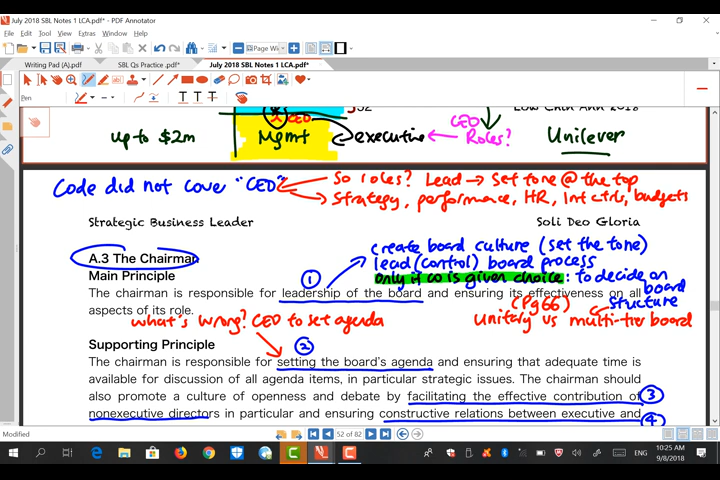 July 2018 SBL Notes 1 LCA.pdf* - PDF Annotator
File Edit Tools View Extras Window Help
Page Wi
Writing Pad (A).pdf
SBL Qs Practice .pdf*
July 2018 SBL Notes 1 LCA.pdf*
Pen
CEO
CEO
up to $2m
Mgmt
executive
Roles?
Unilever
Code did not cover "CEO"
So roles? Lead → Set tone @ the top
Strategy, performance, HR, Int ctrls, budgets
Strategic Business Leader
Soli Deo Gloria
A.3 The Chairman
create board culture (set the tone)
lead (control) board process
Main Principle
1
only if co is given choice: to decide on board structure
The chairman is responsible for leadership of the board and ensuring its effectiveness on all
aspects of its role.
(Pg66)
what's wrong? CEO to set agenda
Unitary vs multi-tier board
Supporting Principle
2
The chairman is responsible for setting the board's agenda and ensuring that adequate time is
available for discussion of all agenda items, in particular strategic issues. The chairman should
also promote a culture of openness and debate by facilitating the effective contribution of
3
nonexecutive directors in particular and ensuring constructive relations between executive and
4
Modified
52 of 82
ENG
10:25 AM
9/8/2018